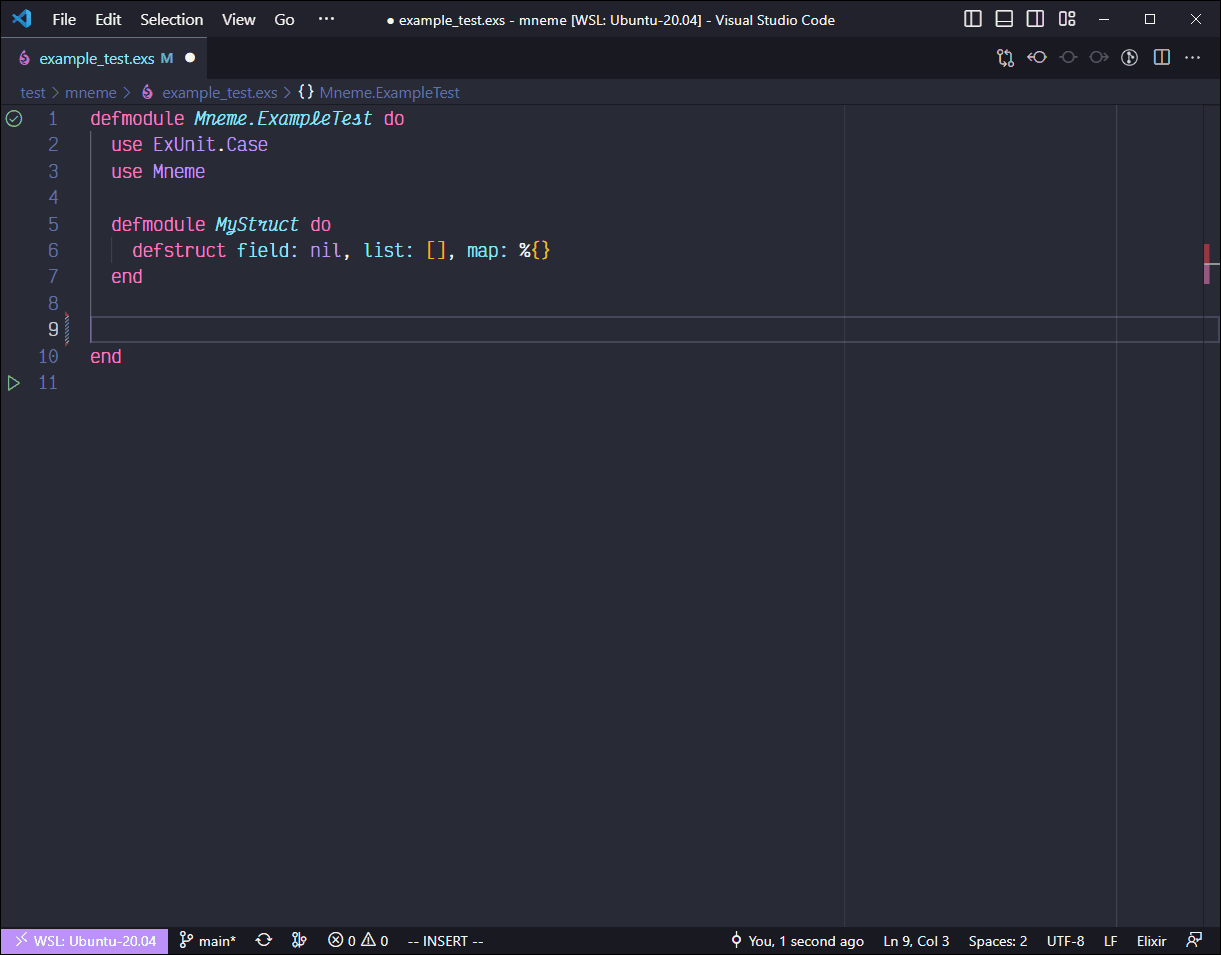 File Edit Selection View Go ··· ● example_test.exs - mneme [WSL: Ubuntu-20.04] - Visual Studio Code
example_test.exs M ●
test > mneme > example_test.exs > {} Mneme.ExampleTest
1 defmodule Mneme.ExampleTest do
2 use ExUnit.Case
3 use Mneme
4
5 defmodule MyStruct do
6 defstruct field: nil, list: [], map: %{}
7 end
8
9
10 end
11
WSL: Ubuntu-20.04 main* 0 0 -- INSERT -- You, 1 second ago Ln 9, Col 3 Spaces: 2 UTF-8 LF Elixir